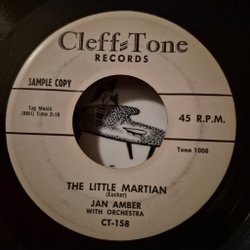 Cleff-Tone
RECORDS
SAMPLE COPY
Tag Music
(BMI) Time 2:16
45 R.P.M.
Tone 1008
THE LITTLE MARTIAN
(Zucker)
JAN AMBER
WITH ORCHESTRA
CT-158